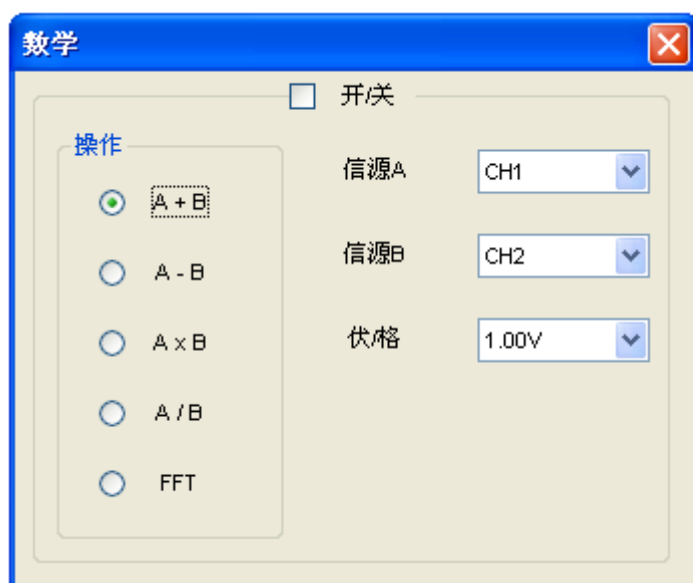 数学
开/关
操作
A + B
A - B
A x B
A / B
FFT
信源A
CH1
信源B
CH2
伏/格
1.00V